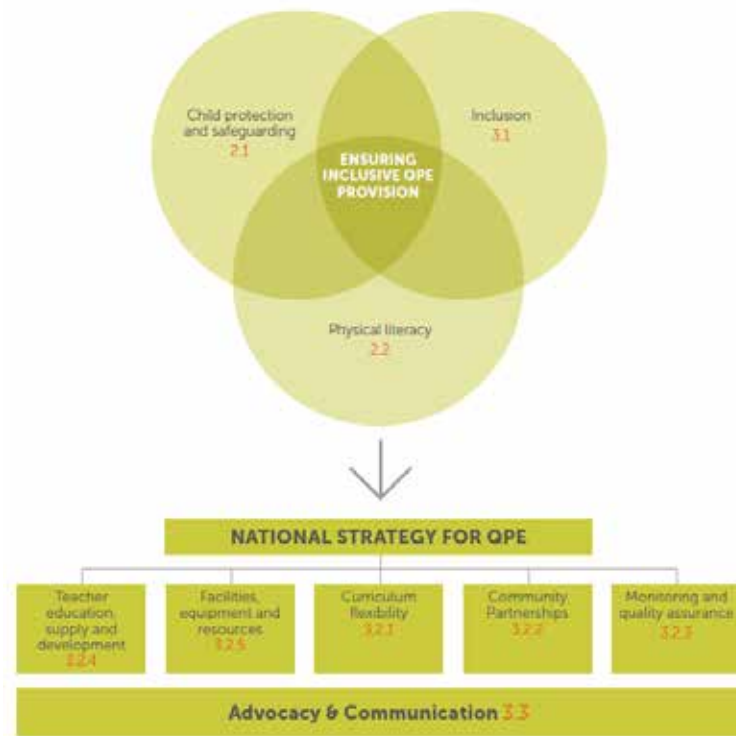 Child protection
and safeguarding
2.1
Inclusion
3.1
ENSURING
INCLUSIVE QPE
PROVISION
Physical literacy
2.2
NATIONAL STRATEGY FOR QPE
Teacher
education,
supply and
development
3.2.4
Facilities,
equipment and
resources
3.2.5
Curriculum
flexibility
3.2.1
Community
Partnerships
3.2.2
Monitoring and
quality assurance
3.2.3
Advocacy & Communication 3.3